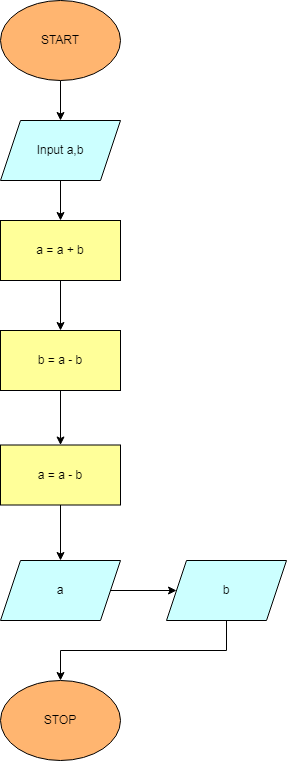 START
Input a,b
a = a + b
b = a - b
a = a - b
a
b
STOP